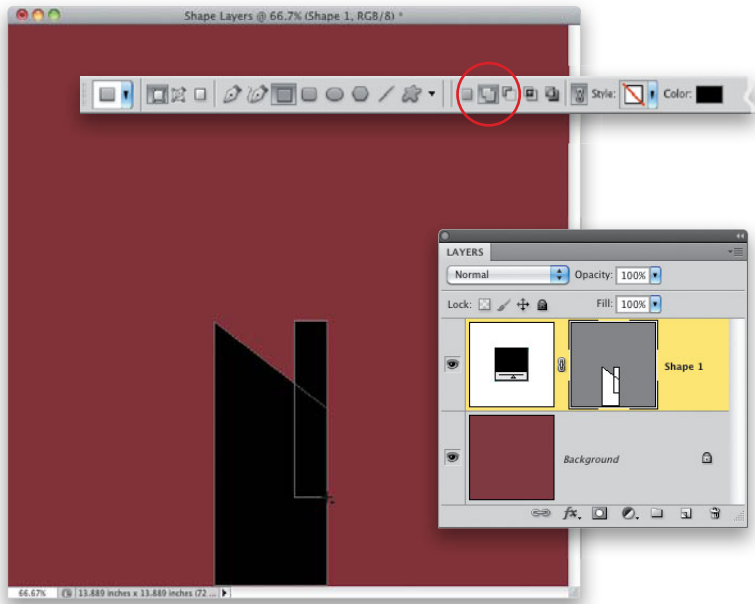 Shape Layers @ 66.7% (Shape 1, RGB/8) *
Style: Color:
LAYERS
Normal Opacity: 100%
Lock: Fill: 100%
Shape 1
Background
fx.
66.67% 13.889 inches x 13.889 inches (72 ...